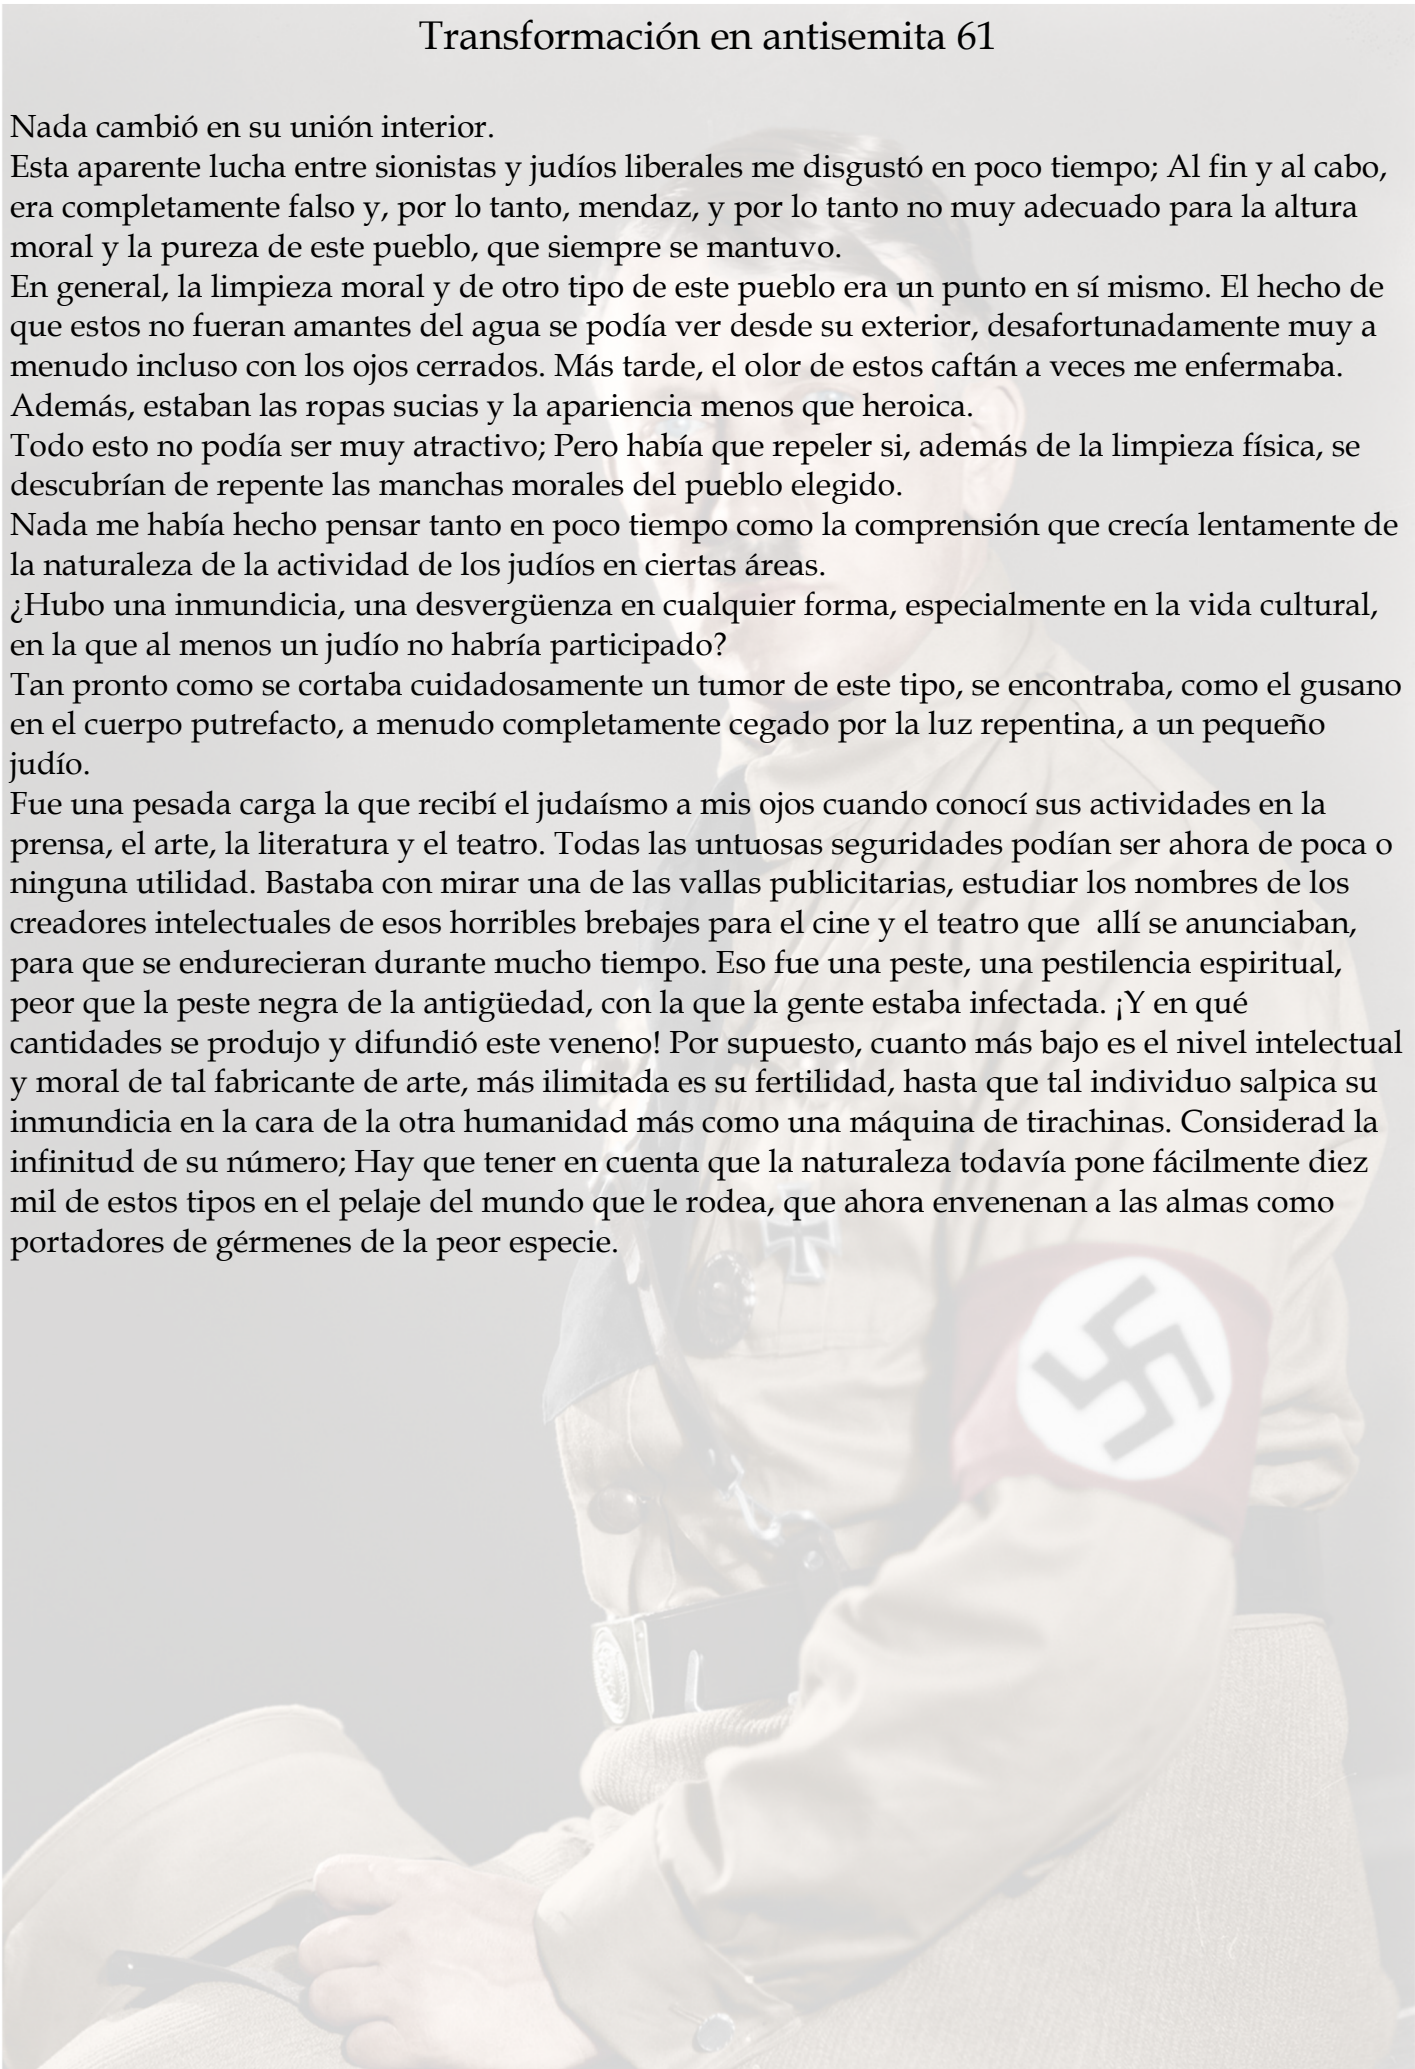 Transformación en antisemita 61
Nada cambió en su unión interior.
Esta aparente lucha entre sionistas y judíos liberales me disgustó en poco tiempo; Al fin y al cabo,
era completamente falso y, por lo tanto, mendaz, y por lo tanto no muy adecuado para la altura
moral y la pureza de este pueblo, que siempre se mantuvo.
En general, la limpieza moral y de otro tipo de este pueblo era un punto en sí mismo. El hecho de
que estos no fueran amantes del agua se podía ver desde su exterior, desafortunadamente muy a
menudo incluso con los ojos cerrados. Más tarde, el olor de estos caftán a veces me enfermaba.
Además, estaban las ropas sucias y la apariencia menos que heroica.
Todo esto no podía ser muy atractivo; Pero había que repeler si, además de la limpieza física, se
descubrían de repente las manchas morales del pueblo elegido.
Nada me había hecho pensar tanto en poco tiempo como la comprensión que crecía lentamente de
la naturaleza de la actividad de los judíos en ciertas áreas.
¿Hubo una inmundicia, una desvergüenza en cualquier forma, especialmente en la vida cultural,
en la que al menos un judío no habría participado?
Tan pronto como se cortaba cuidadosamente un tumor de este tipo, se encontraba, como el gusano
en el cuerpo putrefacto, a menudo completamente cegado por la luz repentina, a un pequeño
judío.
Fue una pesada carga la que recibí el judaísmo a mis ojos cuando conocí sus actividades en la
prensa, el arte, la literatura y el teatro. Todas las untuosas seguridades podían ser ahora de poca o
ninguna utilidad. Bastaba con mirar una de las vallas publicitarias, estudiar los nombres de los
creadores intelectuales de esos horribles brebajes para el cine y el teatro que allí se anunciaban,
para que se endurecieran durante mucho tiempo. Eso fue una peste, una pestilencia espiritual,
peor que la peste negra de la antigüedad, con la que la gente estaba infectada. ¡Y en qué
cantidades se produjo y difundió este veneno! Por supuesto, cuanto más bajo es el nivel intelectual
y moral de tal fabricante de arte, más ilimitada es su fertilidad, hasta que tal individuo salpica su
inmundicia en la cara de la otra humanidad más como una máquina de tirachinas. Considerad la
infinitud de su número; Hay que tener en cuenta que la naturaleza todavía pone fácilmente diez
mil de estos tipos en el pelaje del mundo que le rodea, que ahora envenenan a las almas como
portadores de gérmenes de la peor especie.